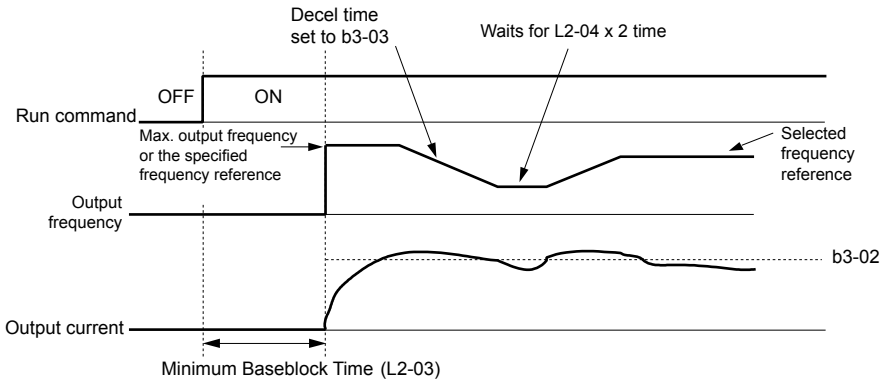 Decel time
set to b3-03
Waits for L2-04 x 2 time
OFF
ON
Run command
Max. output frequency
or the specified
frequency reference
Selected
frequency
reference
Output
frequency
b3-02
Output current
Minimum Baseblock Time (L2-03)